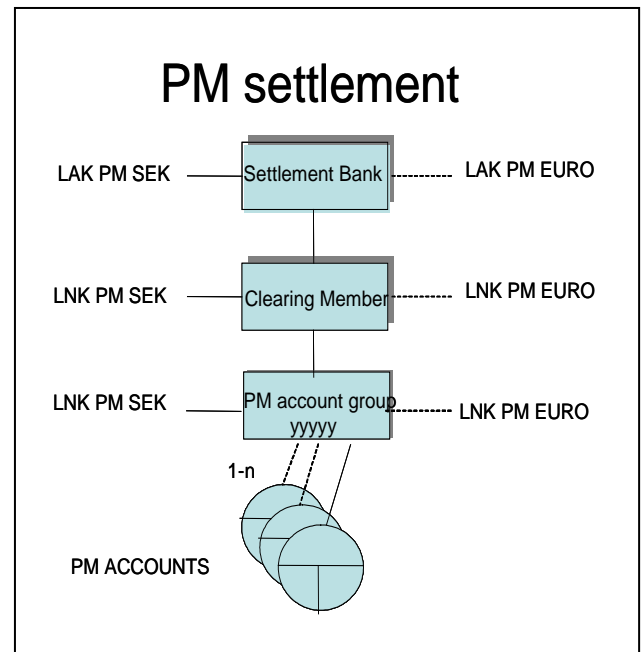 PM settlement
LAK PM SEK
Settlement Bank
LAK PM EURO
LNK PM SEK
Clearing Member
LNK PM EURO
LNK PM SEK
PM account group
yyyyy
LNK PM EURO
1-n
PM ACCOUNTS